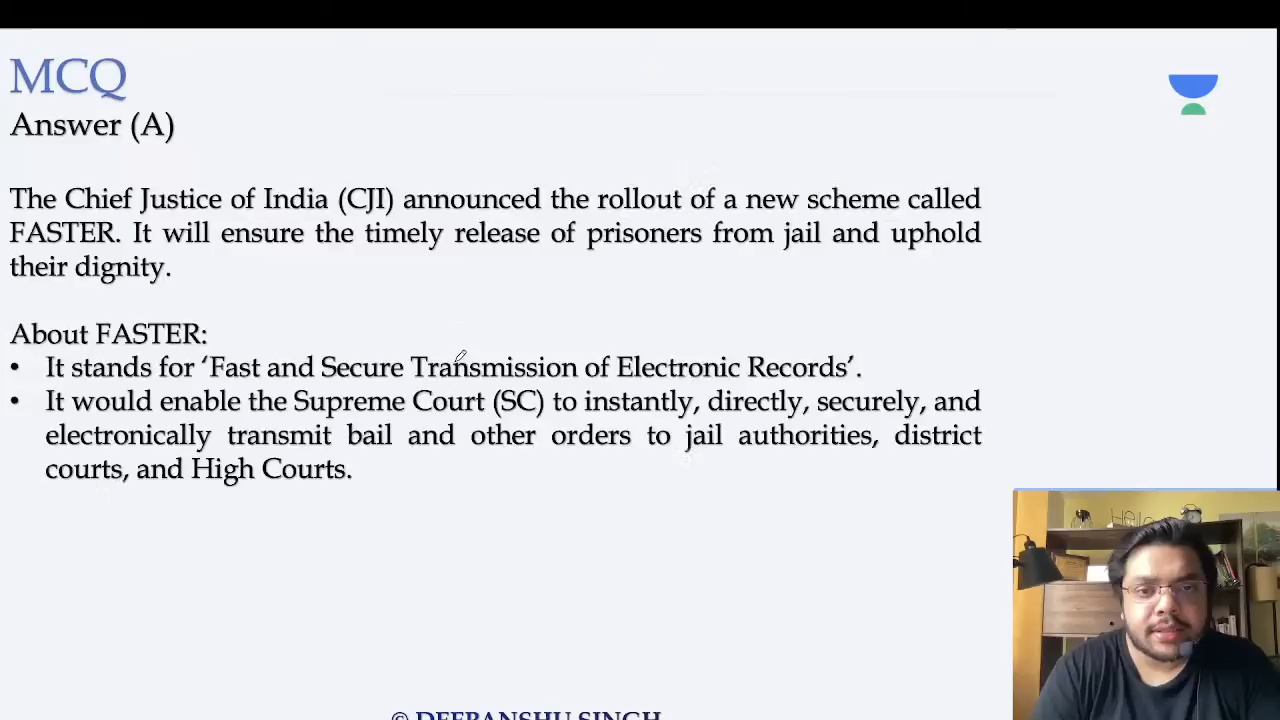 MCQ
Answer (A)
The Chief Justice of India (CJI) announced the rollout of a new scheme called
FASTER. It will ensure the timely release of prisoners from jail and uphold
their dignity.
About FASTER:
• It stands for ‘Fast and Secure Transmission of Electronic Records’.
• It would enable the Supreme Court (SC) to instantly, directly, securely, and
electronically transmit bail and other orders to jail authorities, district
courts, and High Courts.
Hello
© DEEPANSHU SINGH